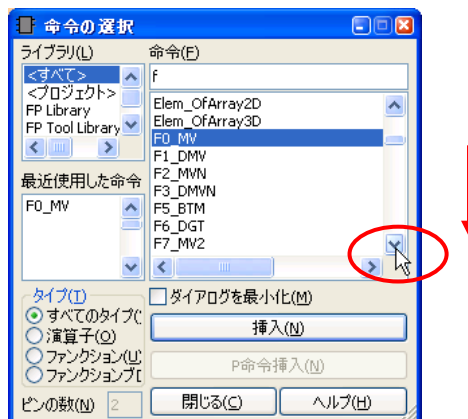 命令の選択
ライブラリ(L)
命令(F)
<すべて>
<プロジェクト>
FP Library
FP Tool Library
f
Elem_OfArray2D
Elem_OfArray3D
F0_MV
F1_DMV
F2_MVN
F3_DMVN
F5_BTM
F6_DGT
F7_MV2
最近使用した命令
F0_MV
タイプ(T)
すべてのタイプ(
演算子(O)
ファンクション(U
ファンクションブ
ピンの数(N) 2
ダイアログを最小化(M)
挿入(N)
P命令挿入(N)
閉じる(C)
ヘルプ(H)